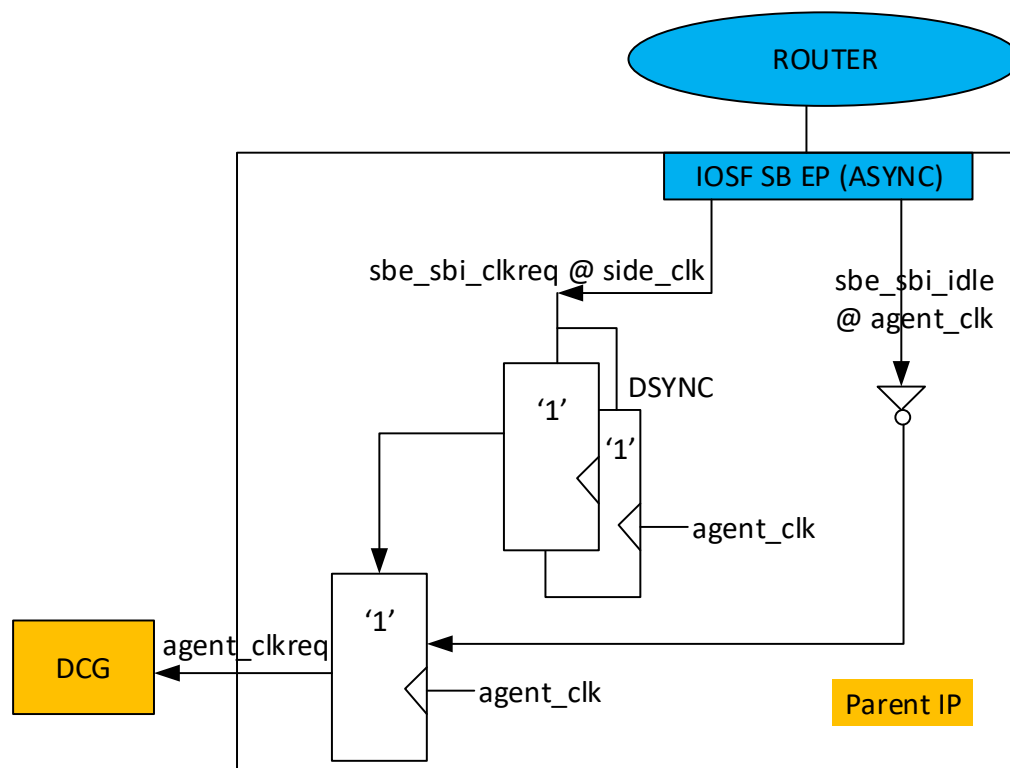 ROUTER
IOSF SB EP (ASYNC)
sbe_sbi_clkreq @ side_clk
sbe_sbi_idle
@ agent_clk
DSYNC
‘1’
‘1’
agent_clk
‘1’
agent_clkreq
DCG
agent_clk
Parent IP